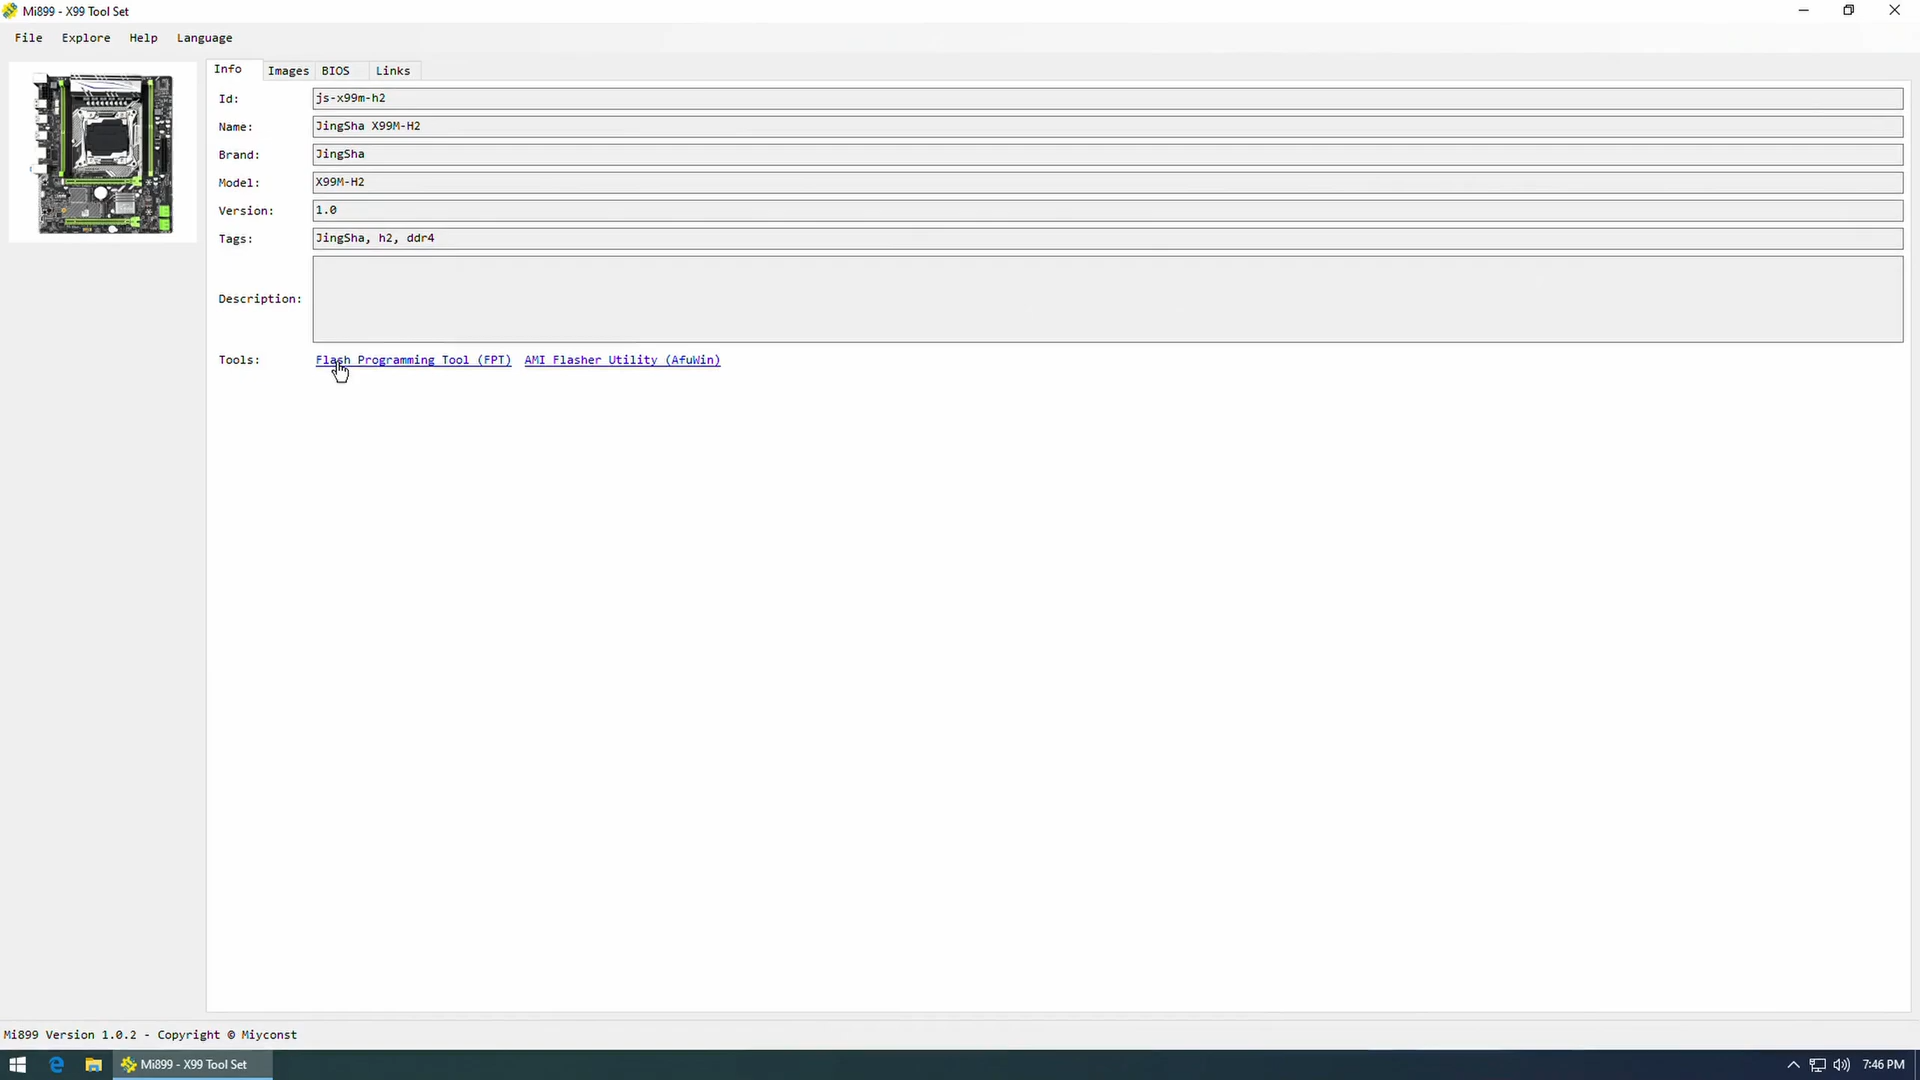 Mi899 - X99 Tool Set
File Explore Help Language
Info Images BIOS Links
Id: js-x99m-h2
Name: JingSha X99M-H2
Brand: JingSha
Model: X99M-H2
Version: 1.0
Tags: JingSha, h2, ddr4
Description:
Tools: Flash Programming Tool (FPT) AMI Flasher Utility (AfuWin)
Mi899 Version 1.0.2 - Copyright © Miyconst
Mi899 - X99 Tool Set 7:46 PM